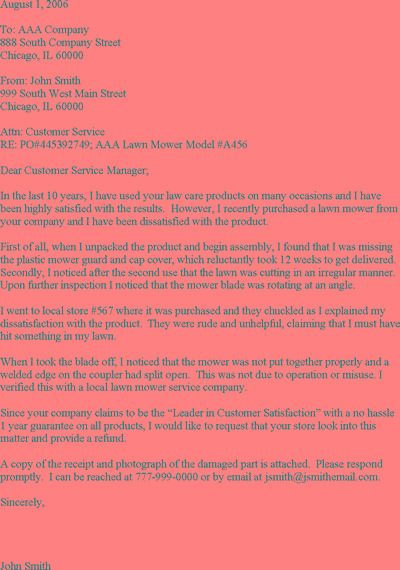 August 1, 2006
To: AAA Company
888 South Company Street
Chicago, IL 60000
From: John Smith
999 South West Main Street
Chicago, IL 60000
Attn: Customer Service
RE: PO#445392749; AAA Lawn Mower Model #A456
Dear Customer Service Manager;
In the last 10 years, I have used your law care products on many occasions and I have
been highly satisfied with the results. However, I recently purchased a lawn mower from
your company and I have been dissatisfied with the product.
First of all, when I unpacked the product and begin assembly, I found that I was missing
the plastic mower guard and cap cover, which reluctantly took 12 weeks to get delivered.
Secondly, I noticed after the second use that the lawn was cutting in an irregular manner.
Upon further inspection I noticed that the mower blade was rotating at an angle.
I went to local store #567 where it was purchased and they chuckled as I explained my
dissatisfaction with the product. They were rude and unhelpful, claiming that I must have
hit something in my lawn.
When I took the blade off, I noticed that the mower was not put together properly and a
welded edge on the coupler had split open. This was not due to operation or misuse. I
verified this with a local lawn mower service company.
Since your company claims to be the “Leader in Customer Satisfaction” with a no hassle
1 year guarantee on all products, I would like to request that your store look into this
matter and provide a refund.
A copy of the receipt and photograph of the damaged part is attached. Please respond
promptly. I can be reached at 777-999-0000 or by email at jsmith@jsmithemail.com.
Sincerely,
John Smith